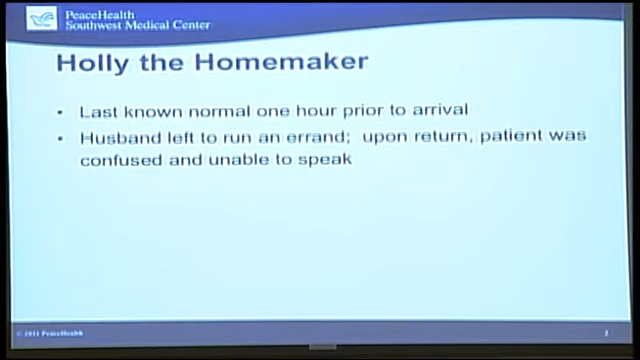 PeaceHealth
Southwest Medical Center
Holly the Homemaker
• Last known normal one hour prior to arrival
• Husband left to run an errand; upon return, patient was
confused and unable to speak
© 2011 PeaceHealth